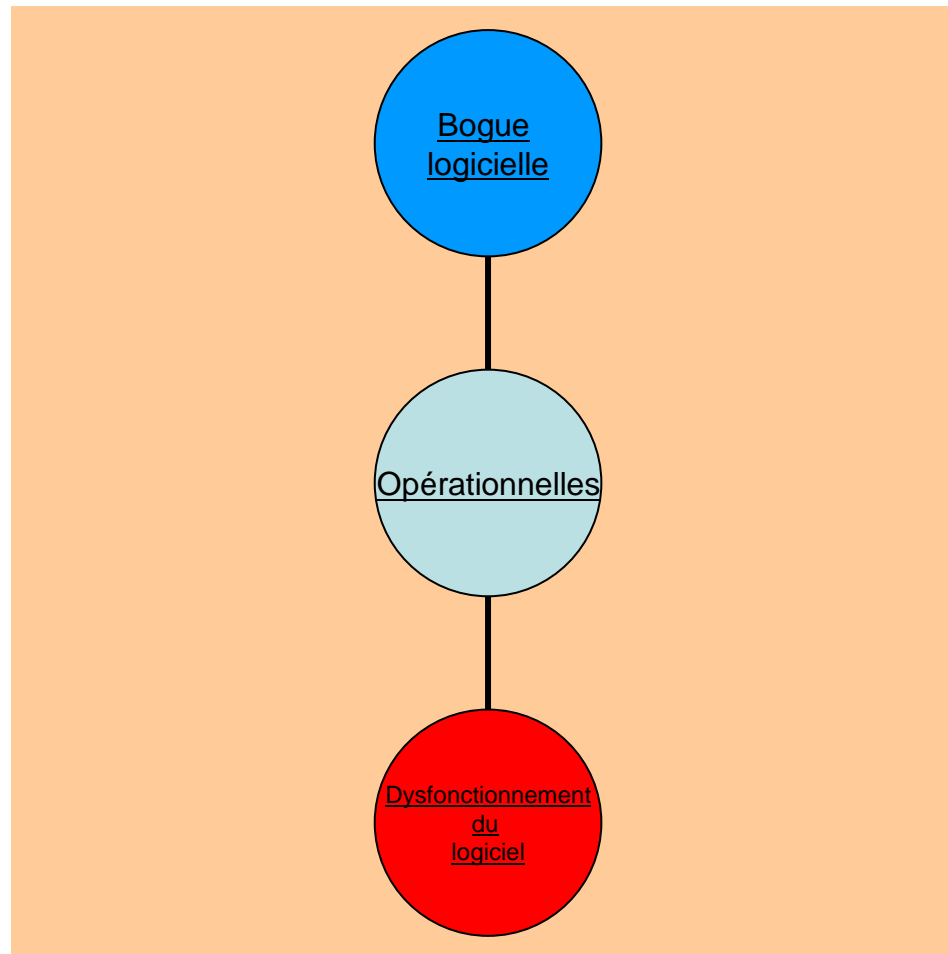 Bogue
logicielle
Opérationnelles
Dysfonctionnement
du
logiciel